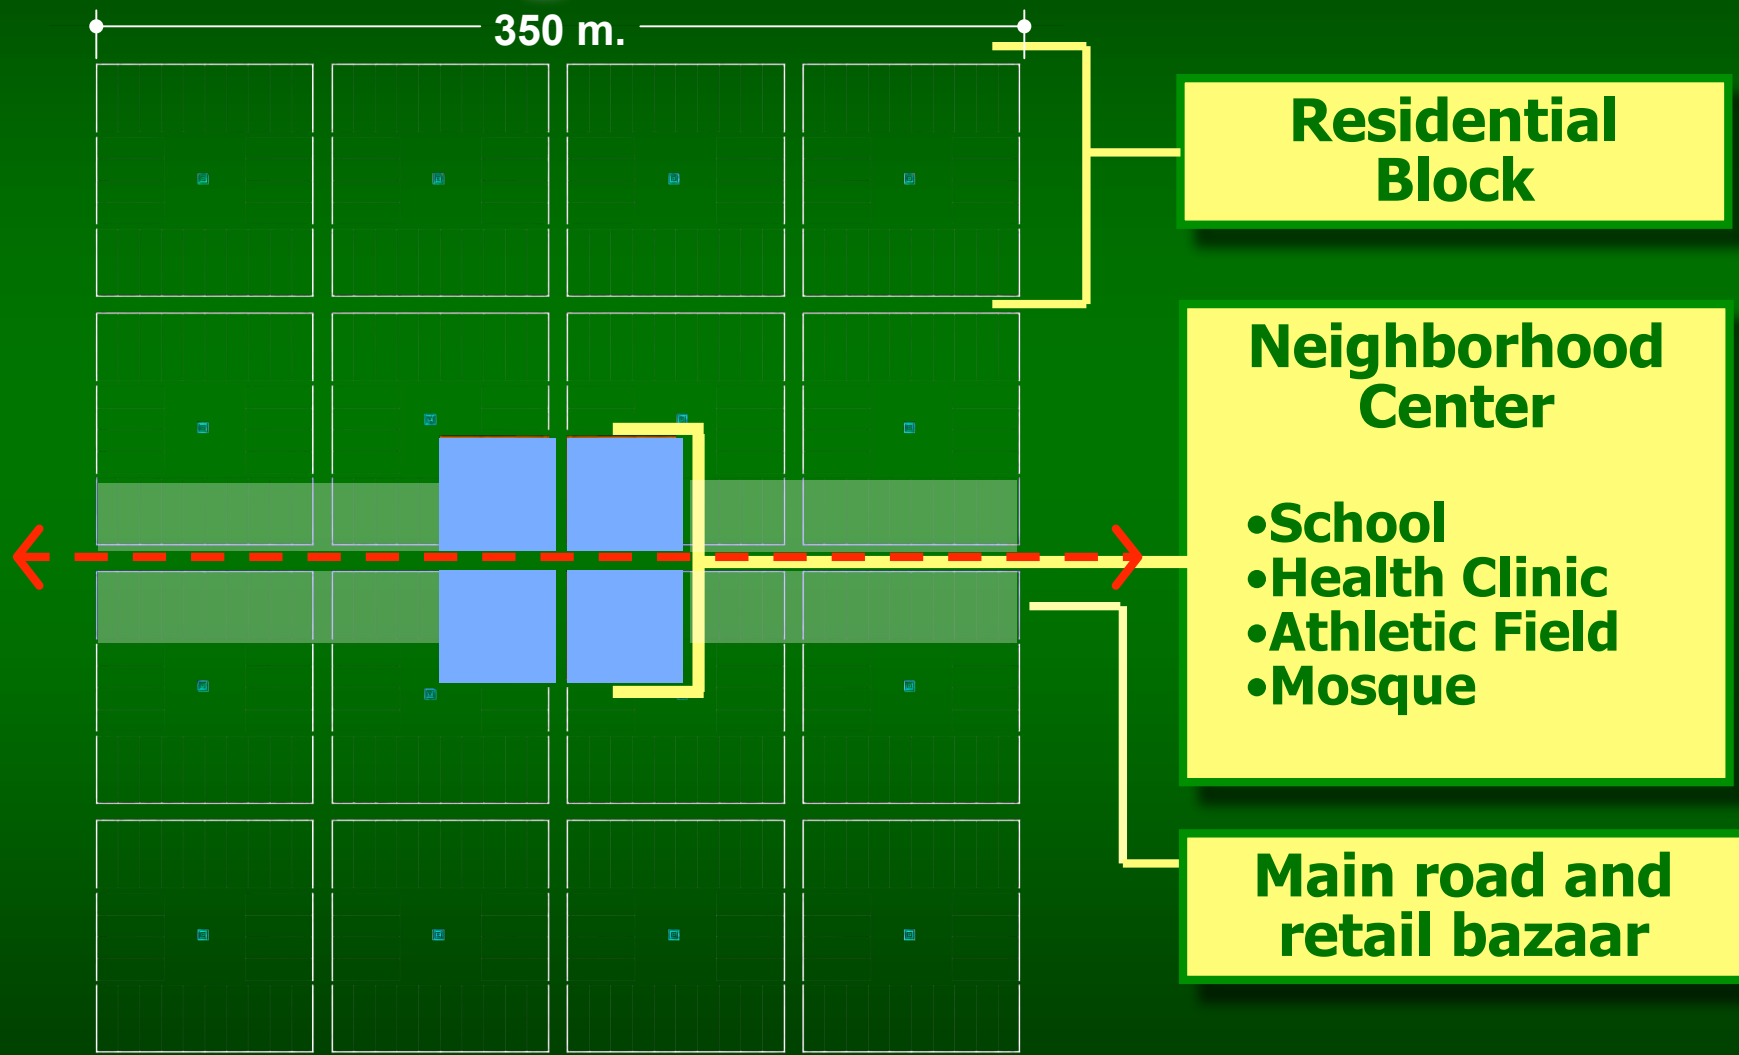 350 m.
Residential
Block
Neighborhood
Center
•School
•Health Clinic
•Athletic Field
•Mosque
Main road and
retail bazaar